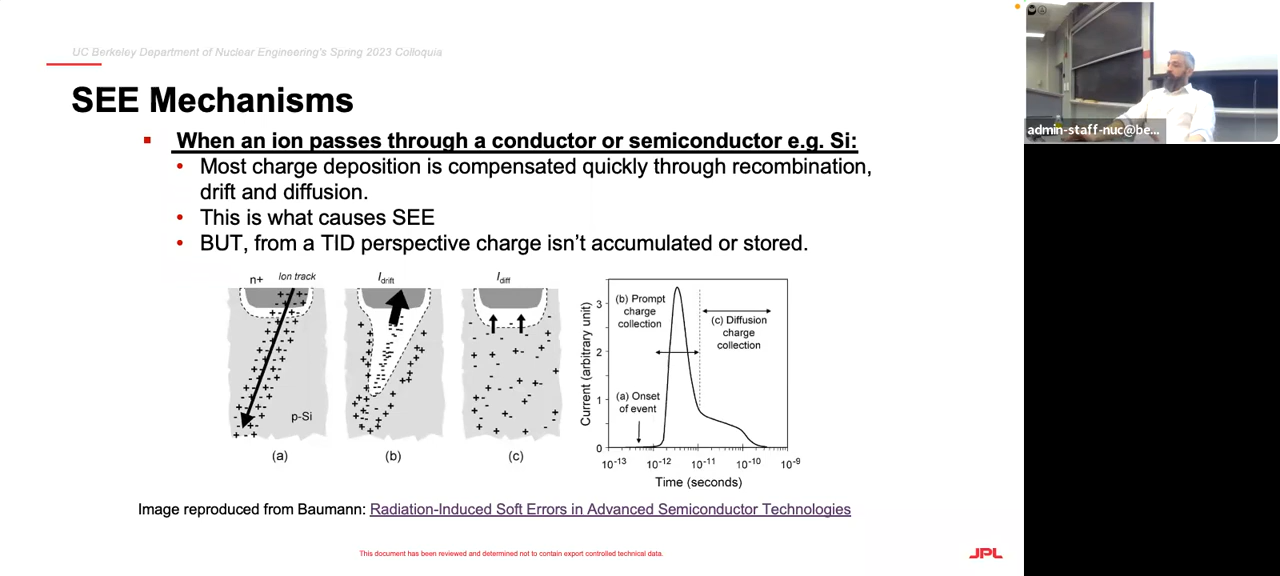 UC Berkeley Department of Nuclear Engineering's Spring 2023 Colloquia
SEE Mechanisms
When an ion passes through a conductor or semiconductor e.g. Si:
Most charge deposition is compensated quickly through recombination,
drift and diffusion.
This is what causes SEE
BUT, from a TID perspective charge isn't accumulated or stored.
n+ Ion track
p-Si
(a)
Idrift
(b)
Idiff
(c)
Current (arbitrary unit)
3
2
1
0
(b) Prompt
charge
collection
(c) Diffusion
charge
collection
(a) Onset
of event
10-13 10-12 10-11 10-10 10-9
Time (seconds)
Image reproduced from Baumann: Radiation-Induced Soft Errors in Advanced Semiconductor Technologies
This document has been reviewed and determined not to contain export controlled technical data.
JPL
admin-staff-nuc@be...